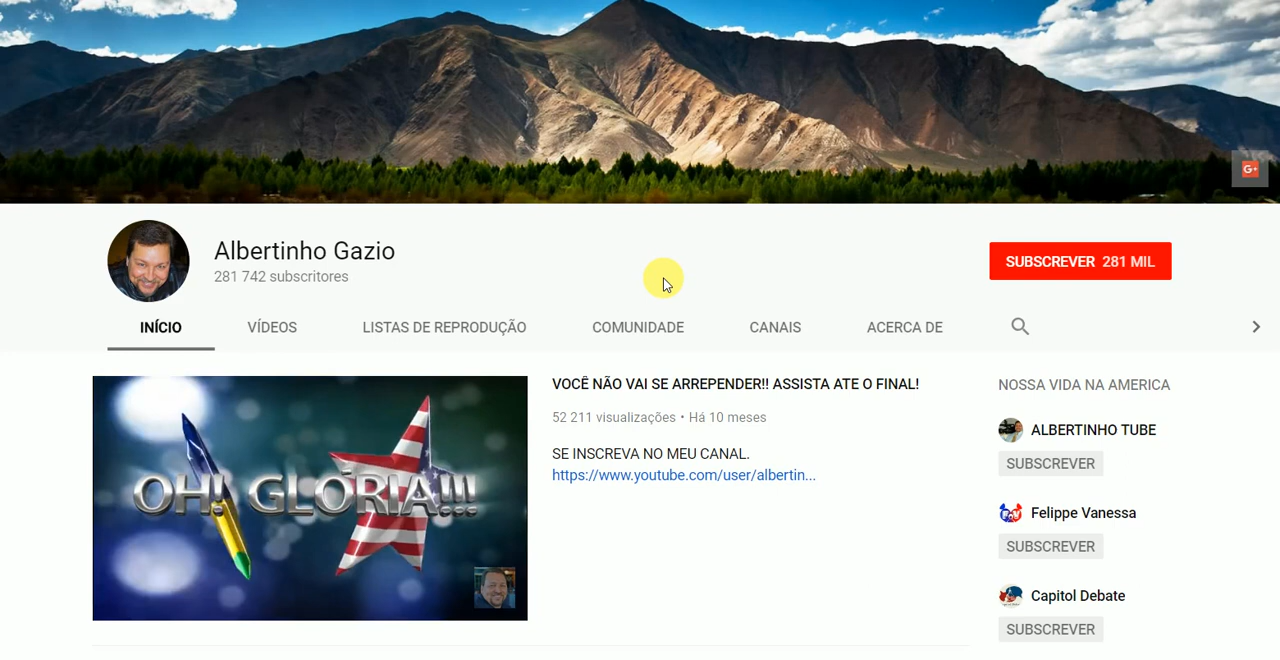 G+
Albertinho Gazio
281 742 subscritores
SUBSCREVER 281 MIL
INÍCIO VÍDEOS LISTAS DE REPRODUÇÃO COMUNIDADE CANAIS ACERCA DE
OH! GLÓRIA!!!
VOCÊ NÃO VAI SE ARREPENDER!! ASSISTA ATE O FINAL!
52 211 visualizações • Há 10 meses
SE INSCREVA NO MEU CANAL.
https://www.youtube.com/user/albertin...
NOSSA VIDA NA AMERICA
ALBERTINHO TUBE
SUBSCREVER
Felippe Vanessa
SUBSCREVER
Capitol Debate
SUBSCREVER